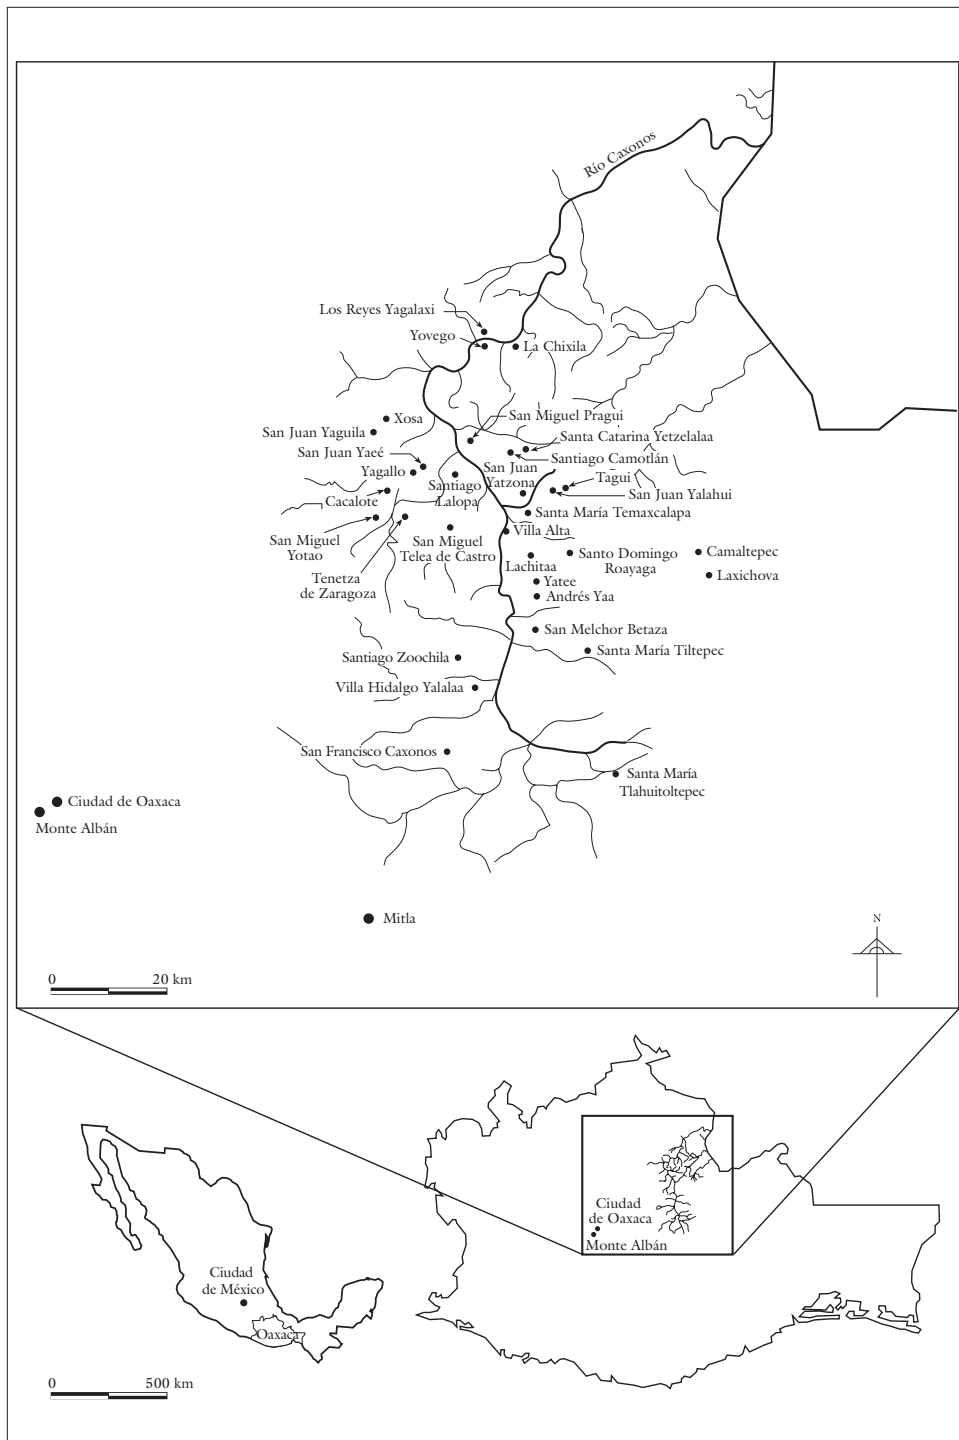 Río Caxonos
Los Reyes Yagalaxi
Yovego
La Chixila
Xosa
San Miguel Pragui
San Juan Yaguila
Santa Catarina Yetzelalaa
San Juan Yaeé
Santiago Camotlán
Yagallo
San Juan
Yatzona
Tagui
Santiago
Lalopa
San Juan Yalahui
Cacalote
Santa María Temaxcalapa
Villa Alta
San Miguel
Yotao
San Miguel
Telea de Castro
Santo Domingo
Roayaga
Camaltepec
Lachitaa
Laxichova
Tenetza
de Zaragoza
Yatee
Andrés Yaa
San Melchor Betaza
Santa María Tiltepec
Santiago Zoochila
Villa Hidalgo Yalalaa
San Francisco Caxonos
Santa María
Tlahuitoltepec
Ciudad de Oaxaca
Monte Albán
Mitla
N
0 20 km
Ciudad
de Oaxaca
Monte Albán
Ciudad
de México
Oaxaca
0 500 km